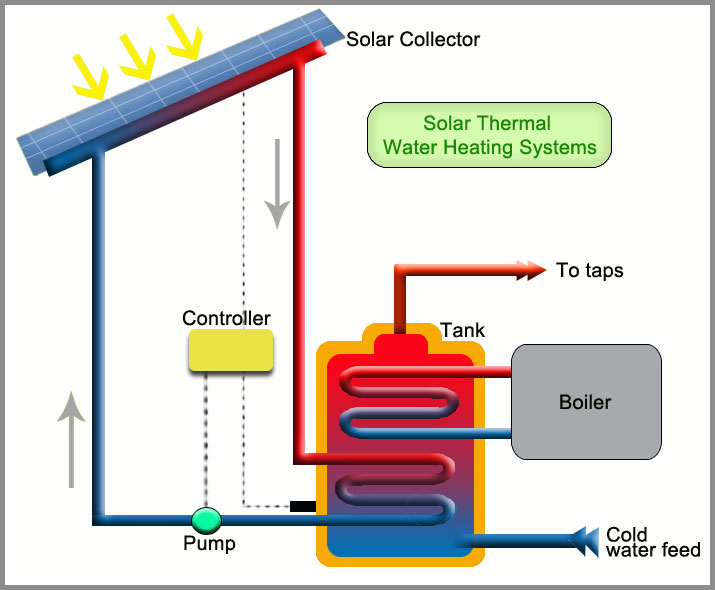 Solar Collector
Solar Thermal
Water Heating Systems
To taps
Controller
Tank
Boiler
Pump
Cold
water feed